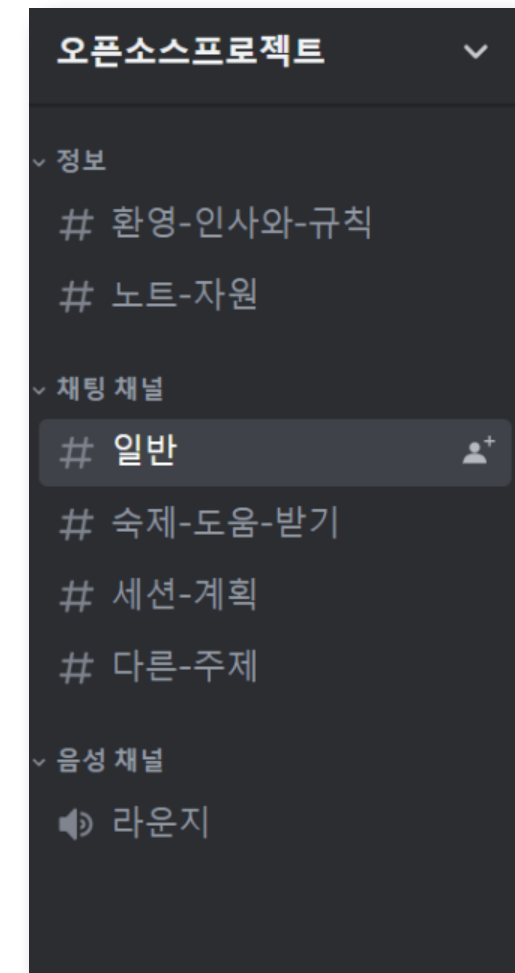 오픈소스프로젝트
정보
# 환영-인사와-규칙
# 노트-자원
채팅 채널
# 일반
# 숙제-도움-받기
# 세션-계획
# 다른-주제
음성 채널
라운지